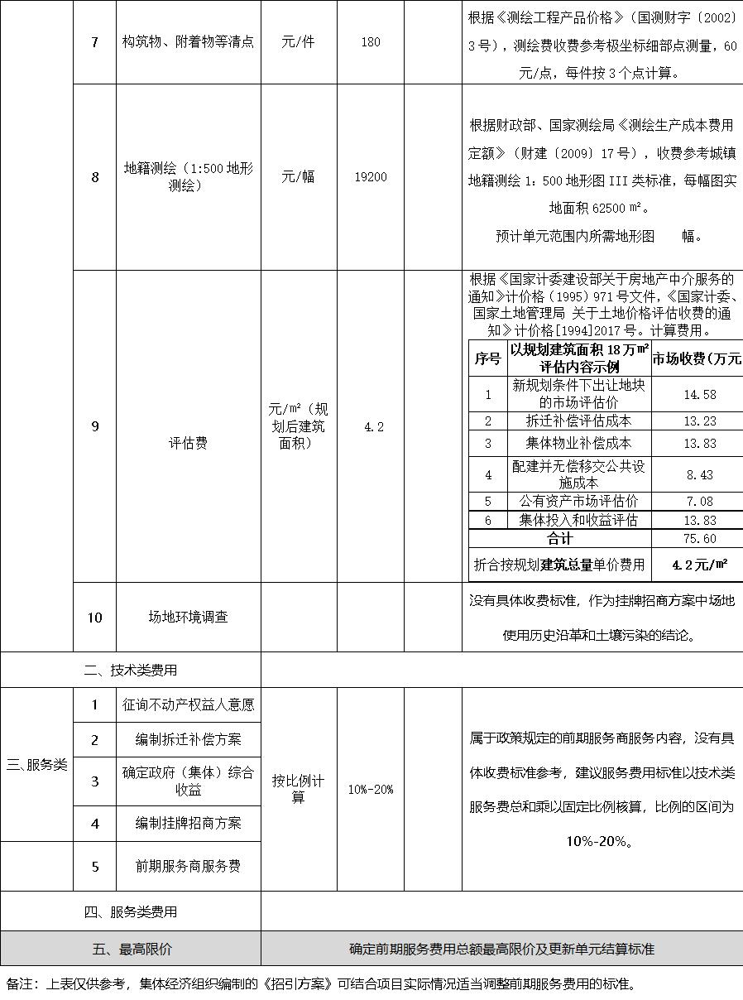 7
构筑物、附着物等清点
元/件
180
根据《测绘工程产品价格》（国测财字〔2002〕
3号），测绘费收费参考极坐标细部点测量，60
元/点，每件按3个点计算。
8
地籍测绘（1:500地形
测绘）
元/幅
19200
根据财政部、国家测绘局《测绘生产成本费用
定额》（财建〔2009〕17号），收费参考城镇
地籍测绘1：500地形图III类标准，每幅图实
地面积62500㎡。
预计单元范围内所需地形图　　幅。
9
评估费
元/㎡（规
划后建筑
面积）
4.2
根据《国家计委建设部关于房地产中介服务的
通知》计价格（1995）971号文件，《国家计委、
国家土地管理局 关于土地价格评估收费的通
知》计价格[1994]2017号。计算费用。
序号
以规划建筑面积18万㎡
评估内容示例
市场收费（万元
1
新规划条件下出让地块
的市场评估价
14.58
2
拆迁补偿评估成本
13.23
3
集体物业补偿成本
13.83
4
配建并无偿移交公共设
施成本
8.43
5
公有资产市场评估价
7.08
6
集体投入和收益评估
13.83
合计
75.60
折合按规划建筑总量单价费用
4.2元/㎡
10
场地环境调查
没有具体收费标准，作为挂牌招商方案中场地
使用历史沿革和土壤污染的结论。
二、技术类费用
三、服务类
1
征询不动产权益人意愿
2
编制拆迁补偿方案
3
确定政府（集体）综合
收益
4
编制挂牌招商方案
5
前期服务商服务费
按比例计
算
10%-20%
属于政策规定的前期服务商服务内容，没有具
体收费标准参考，建议服务费用标准以技术类
服务费总和乘以固定比例核算，比例的区间为
10%-20%。
四、服务类费用
五、最高限价
确定前期服务费用总额最高限价及更新单元结算标准
备注：上表仅供参考，集体经济组织编制的《招引方案》可结合项目实际情况适当调整前期服务费用的标准。